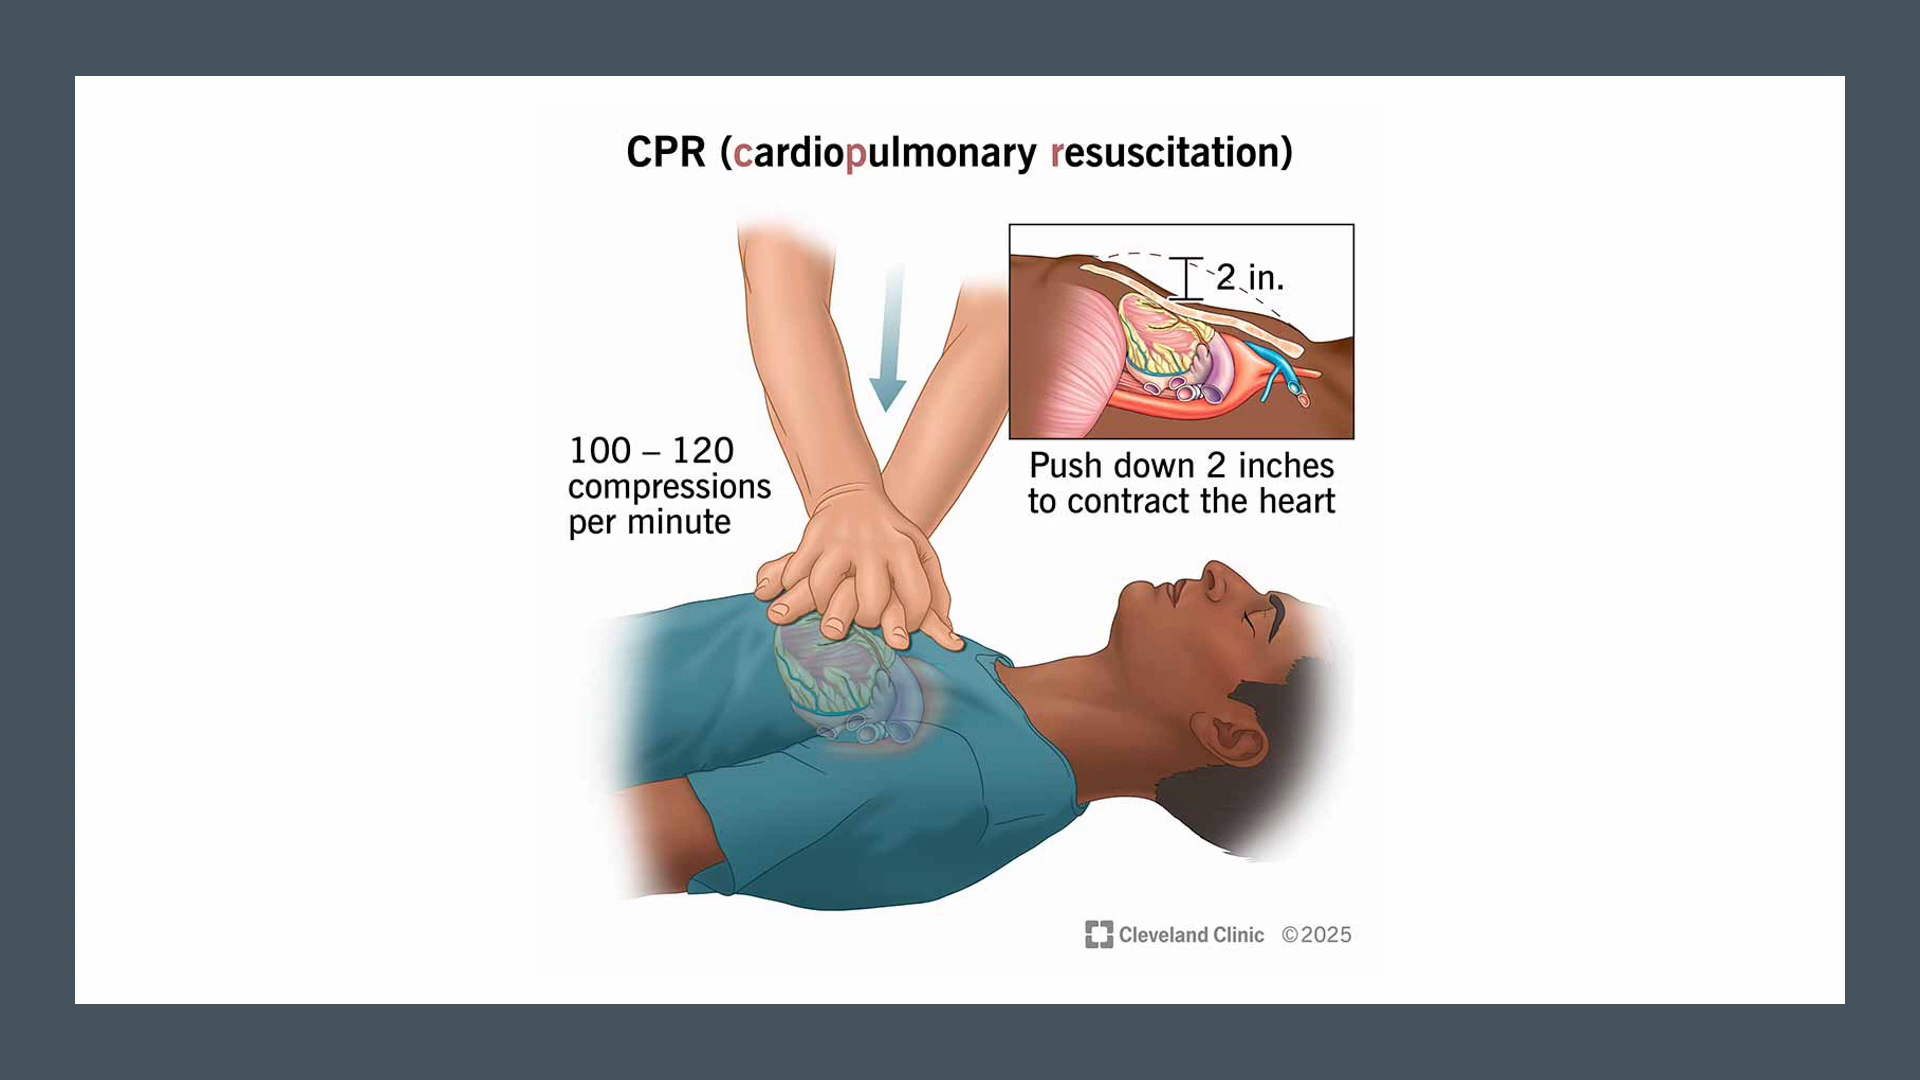 CPR (cardiopulmonary resuscitation)
2 in.
100 – 120
compressions
per minute
Push down 2 inches
to contract the heart
Cleveland Clinic ©2025